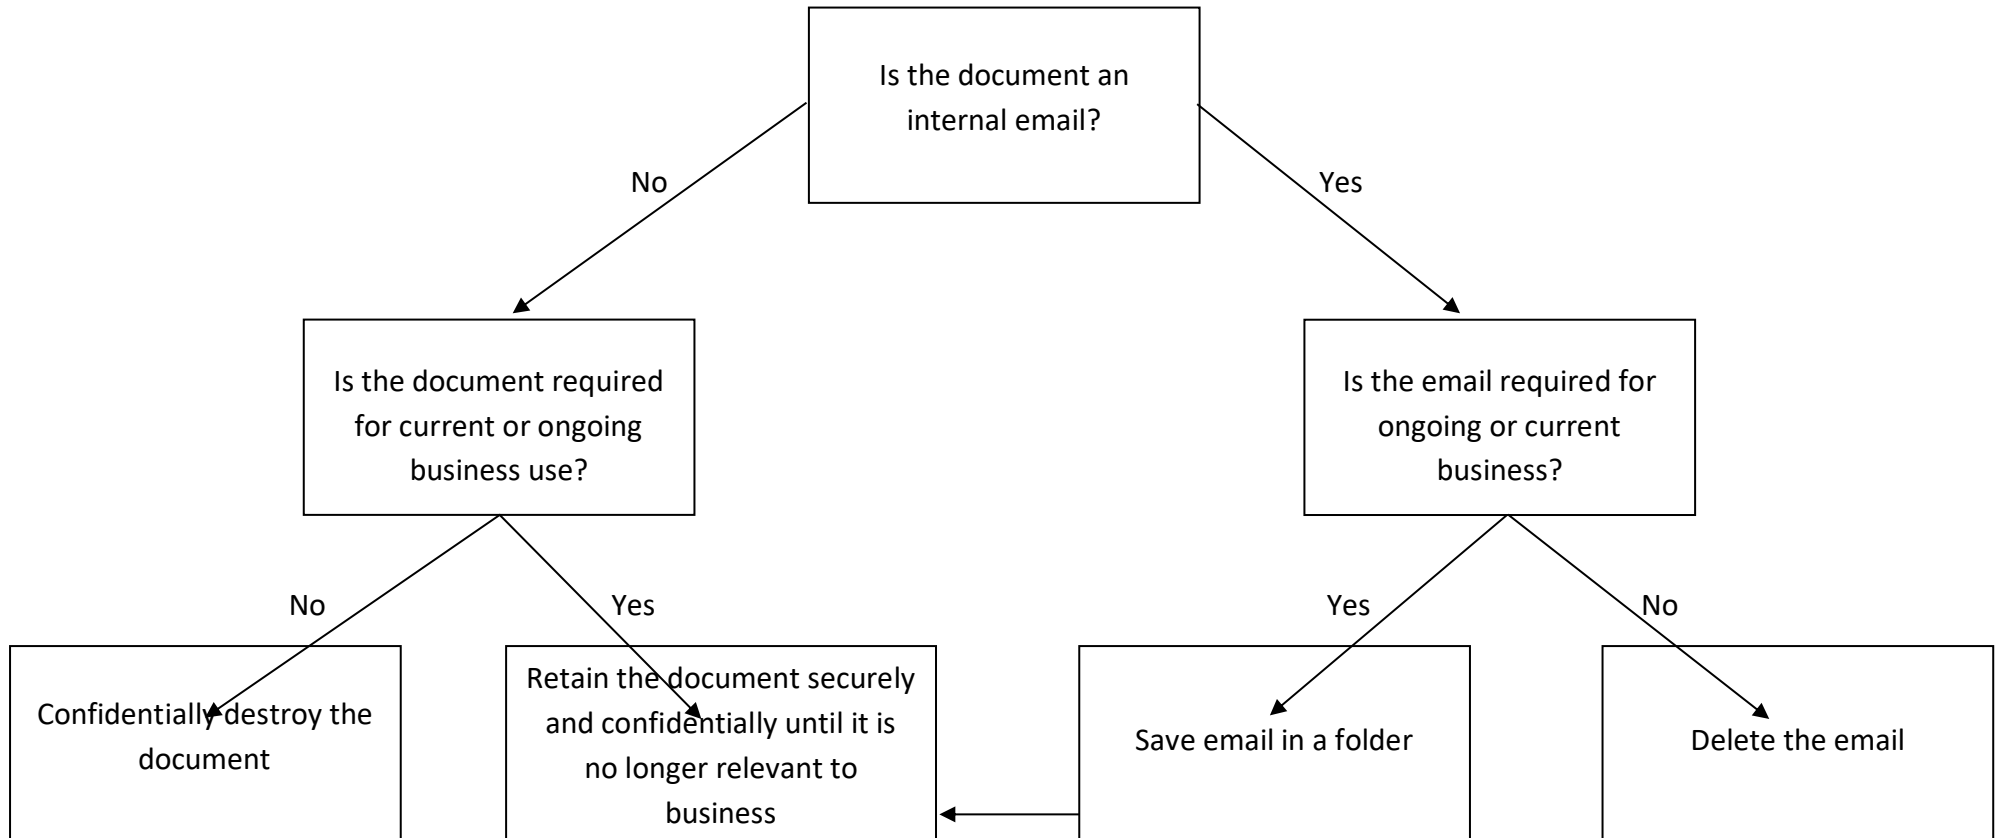 Is the document an
internal email?
No
Yes
Is the document required
for current or ongoing
business use?
Is the email required for
ongoing or current
business?
No
Yes
Yes
No
Confidentially destroy the
document
Retain the document securely
and confidentially until it is
no longer relevant to
business
Save email in a folder
Delete the email